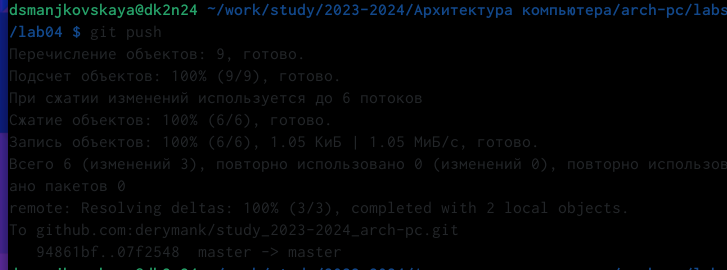 dsmanjkovskaya@dk2n24 ~/work/study/2023-2024/Архитектура компьютера/arch-pc/labs
/lab04 $ git push
Перечисление объектов: 9, готово.
Подсчет объектов: 100% (9/9), готово.
При сжатии изменений используется до 6 потоков
Сжатие объектов: 100% (6/6), готово.
Запись объектов: 100% (6/6), 1.05 КиБ | 1.05 МиБ/с, готово.
Всего 6 (изменений 3), повторно использовано 0 (изменений 0), повторно использов
ано пакетов 0
remote: Resolving deltas: 100% (3/3), completed with 2 local objects.
To github.com:derymank/study_2023-2024_arch-pc.git
   94861bf..07f2548  master -> master